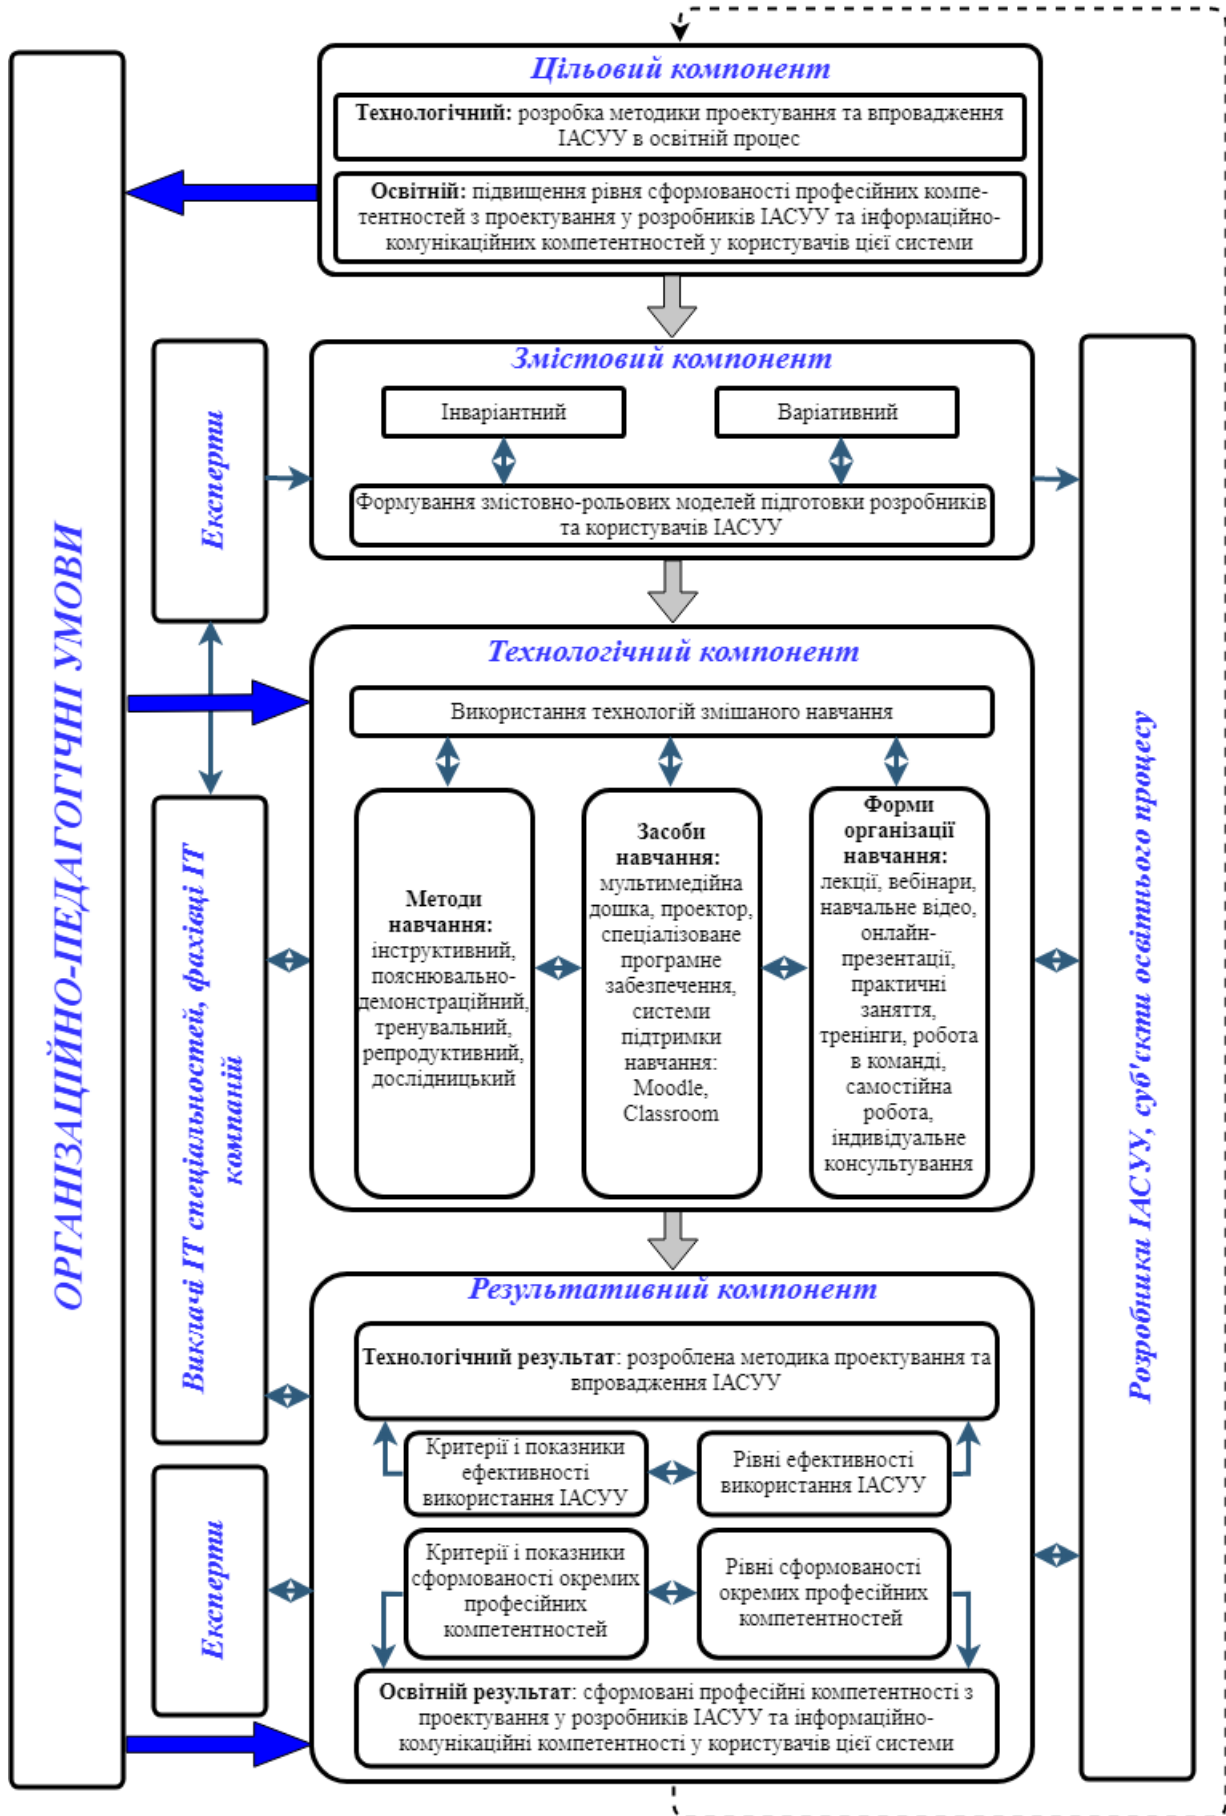 ОРГАНІЗАЦІЙНО-ПЕДАГОГІЧНІ УМОВИ
Цільовий компонент
Технологічний: розробка методики проектування та впровадження
ІАСУУ в освітній процес
Освітній: підвищення рівня сформованості професійних компе-
тентностей з проектування у розробників ІАСУУ та інформаційно-
комунікаційних компетентностей у користувачів цієї системи
Експерти
Змістовий компонент
Інваріантний
Варіативний
Формування змістовно-рольових моделей підготовки розробників
та користувачів ІАСУУ
Розробники ІАСУУ, суб'єкти освітнього процесу
Технологічний компонент
Використання технологій змішаного навчання
Виклачі ІТ спеціальностей, фахівці ІТ
компаній
Методи
навчання:
інструктивний,
пояснювально-
демонстраційний,
тренувальний,
репродуктивний,
дослідницький
Засоби
навчання:
мультимедійна
дошка, проектор,
спеціалізоване
програмне
забезпечення,
системи
підтримки
навчання:
Moodle,
Classroom
Форми
організації
навчання:
лекції, вебінари,
навчальне відео,
онлайн-
презентації,
практичні
заняття,
тренінги, робота
в команді,
самостійна
робота,
індивідуальне
консультування
Результативний компонент
Технологічний результат: розроблена методика проектування та
впровадження ІАСУУ
Критерії і показники
ефективності
використання ІАСУУ
Рівні ефективності
використання ІАСУУ
Експерти
Критерії і показники
сформованості окремих
професійних
компетентностей
Рівні сформованості
окремих професійних
компетентностей
Освітній результат: сформовані професійні компетентності з
проектування у розробників ІАСУУ та інформаційно-
комунікаційні компетентності у користувачів цієї системи